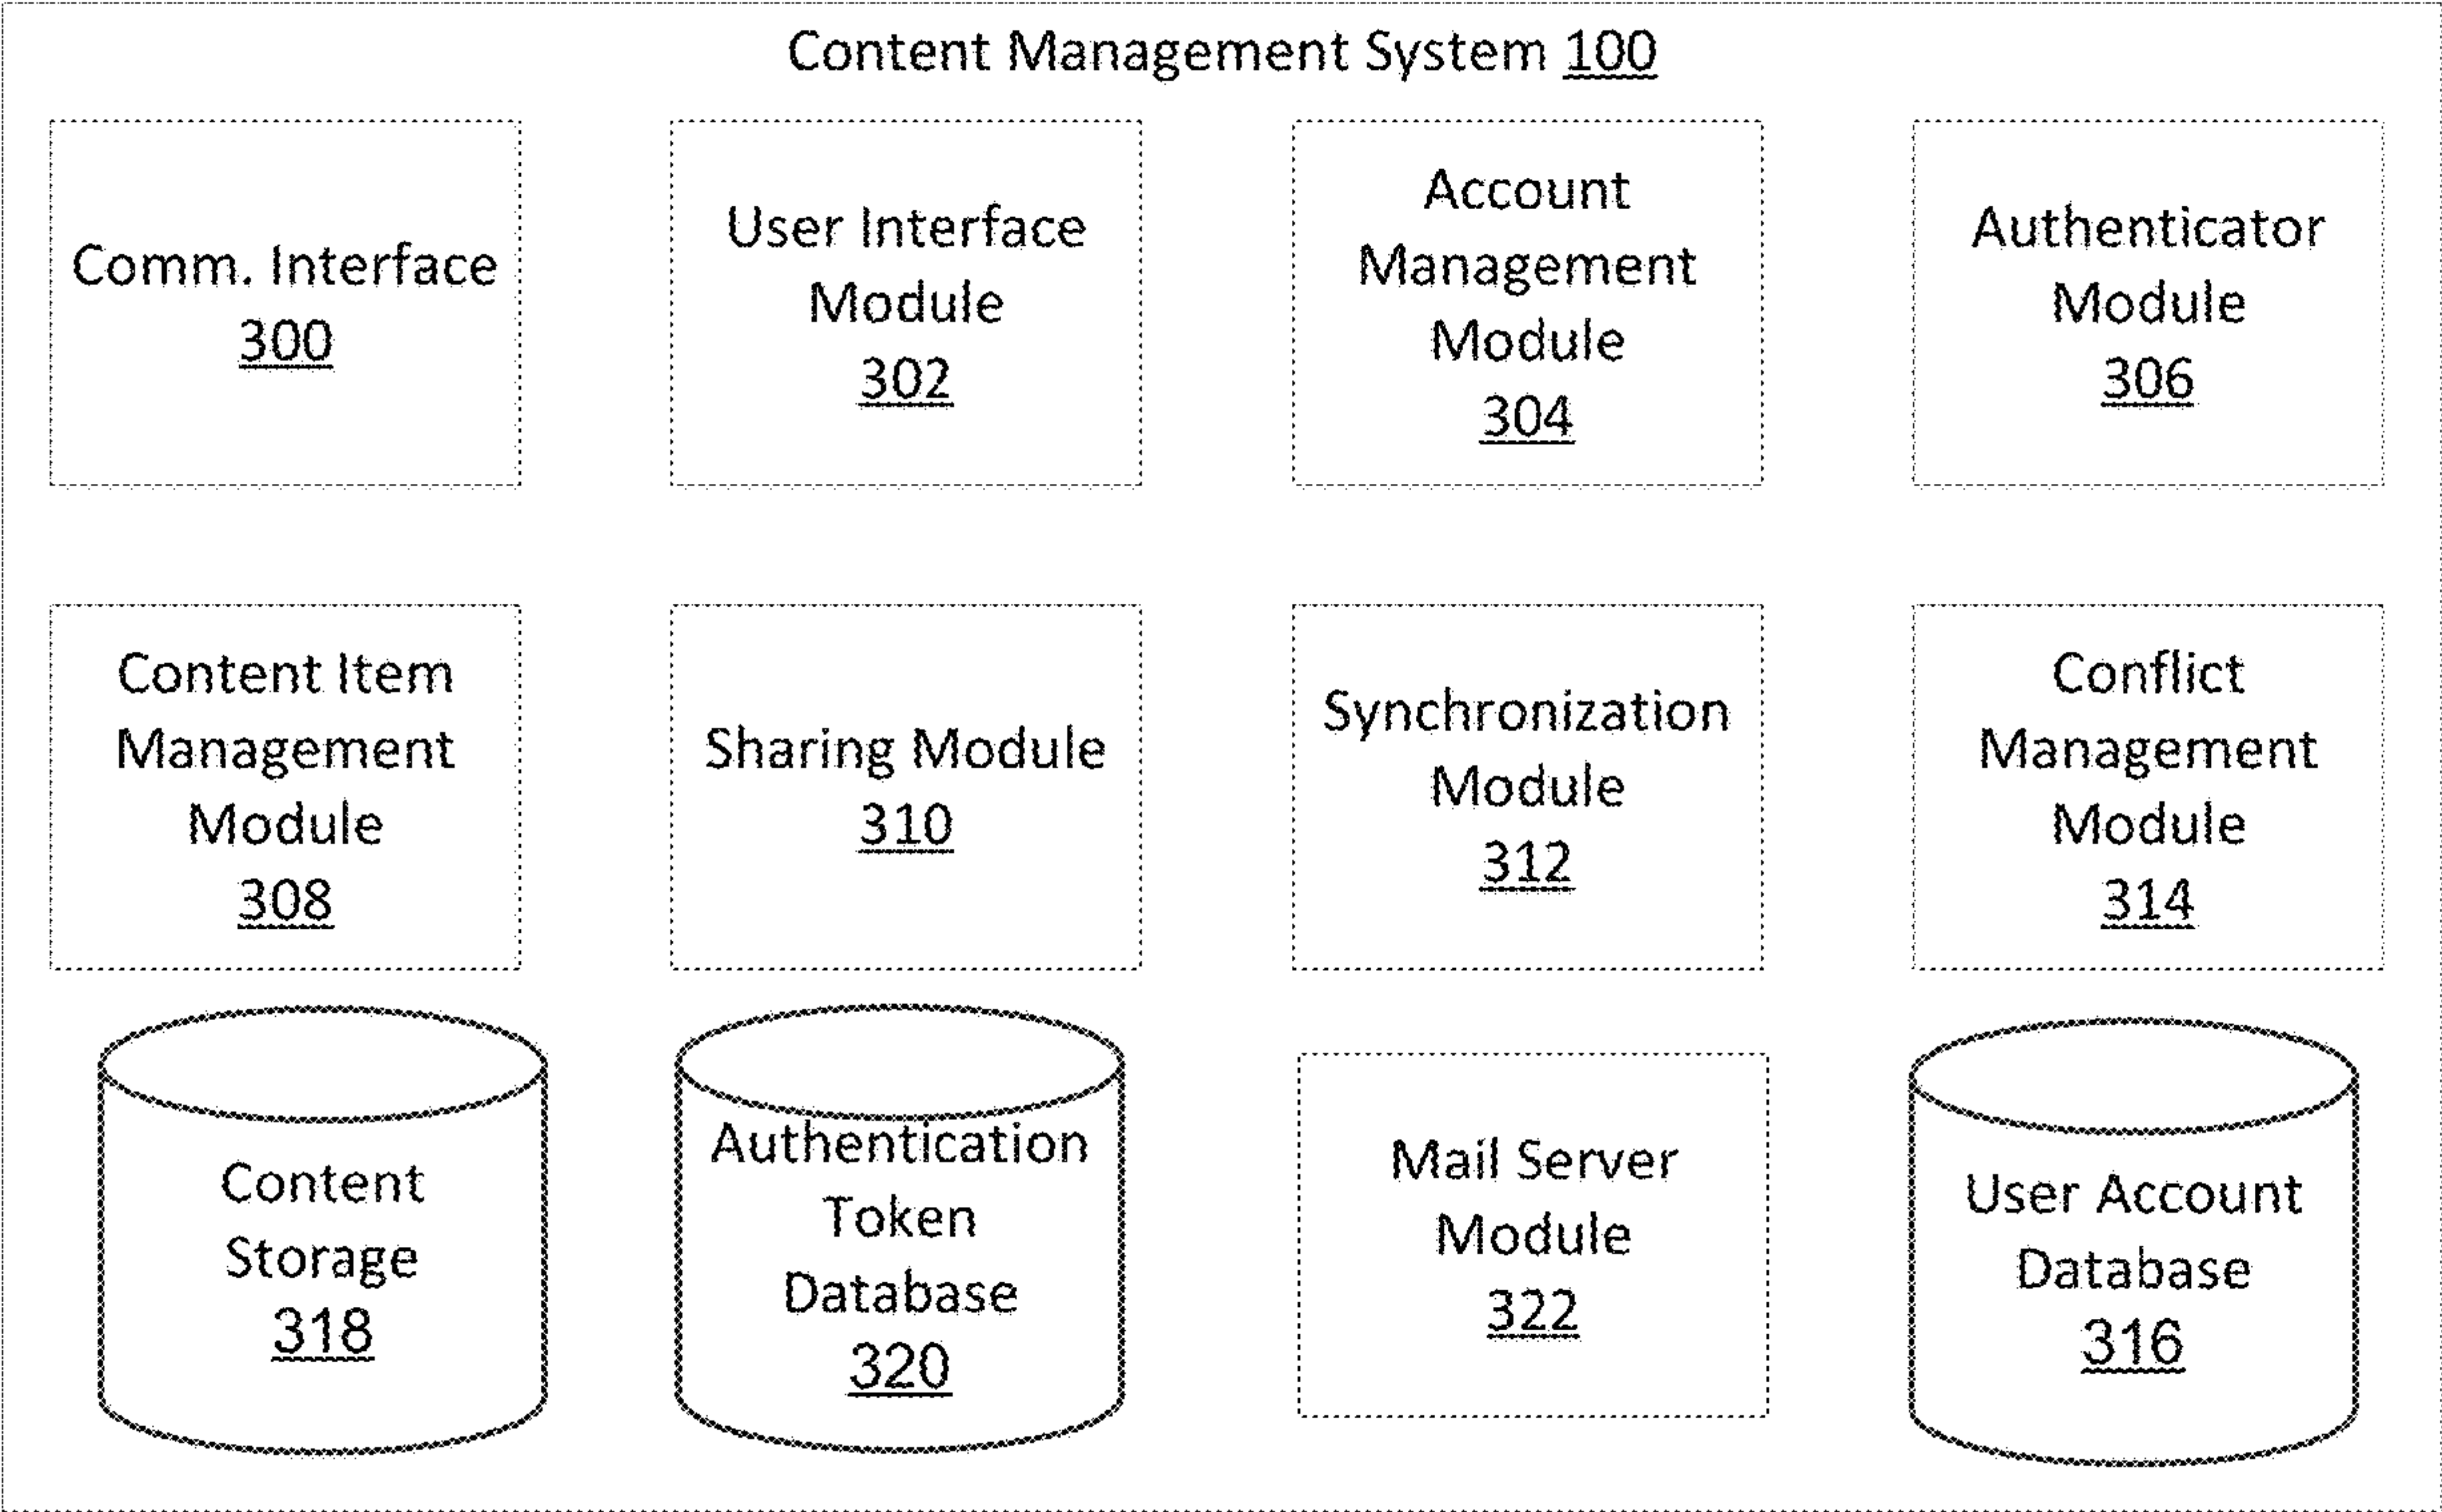 Content Management System 100
Comm. Interface
300
User Interface
Module
302
Account
Management
Module
304
Authenticator
Module
306
Content Item
Management
Module
308
Sharing Module
310
Synchronization
Module
312
Conflict
Management
Module
314
Content
Storage
318
Authentication
Token
Database
320
Mail Server
Module
322
User Account
Database
316